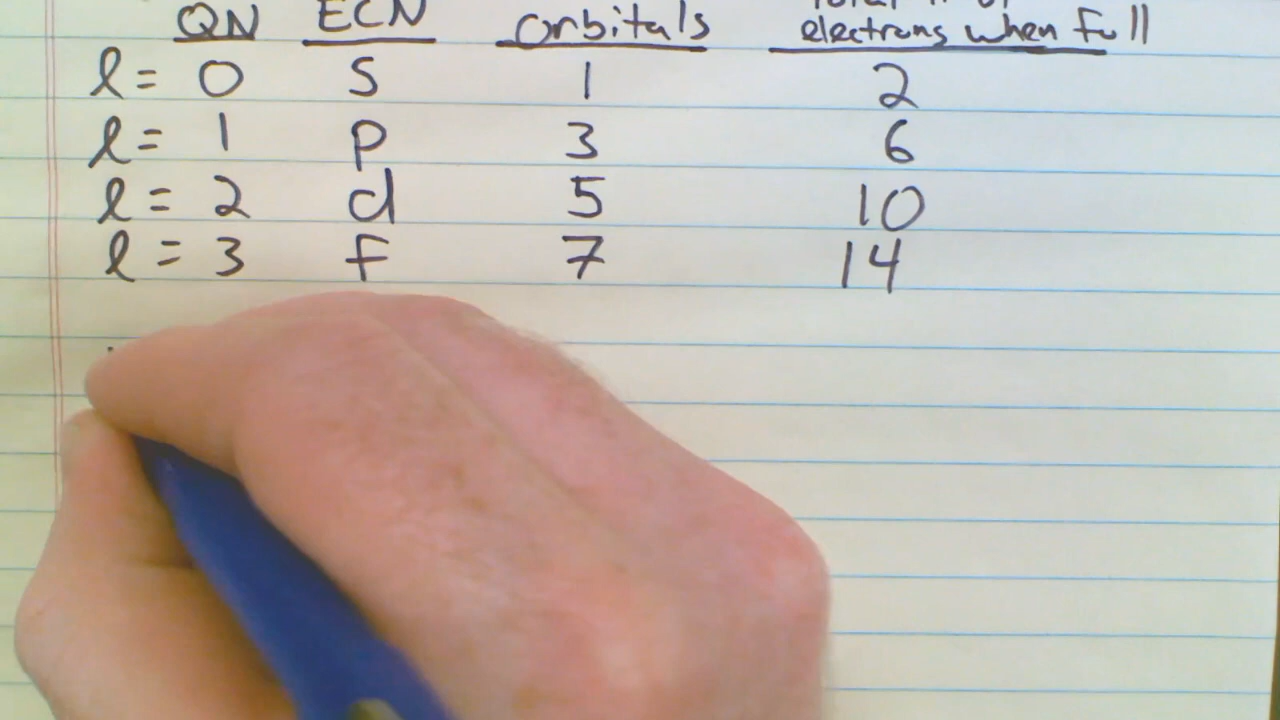 QN ECN orbitals electrons when full
l = 0 s 1 2
l = 1 p 3 6
l = 2 d 5 10
l = 3 f 7 14